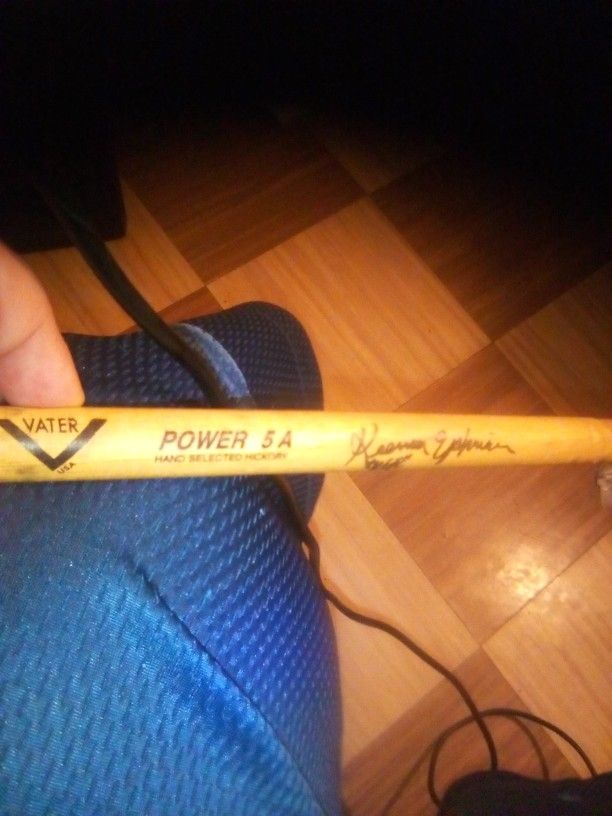 VATER
USA
POWER 5A
HAND SELECTED HICKORY